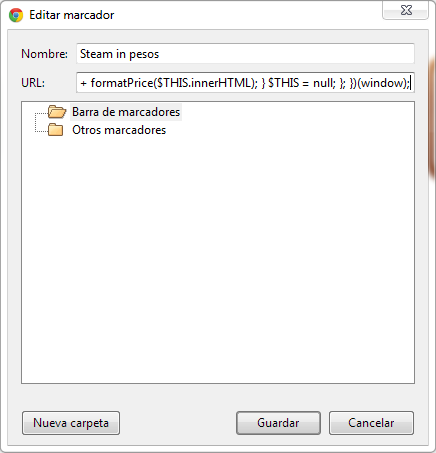 Editar marcador
Nombre: Steam in pesos
URL: + formatPrice($THIS.innerHTML); } $THIS = null; }; })(window);
Barra de marcadores
Otros marcadores
Nueva carpeta Guardar Cancelar